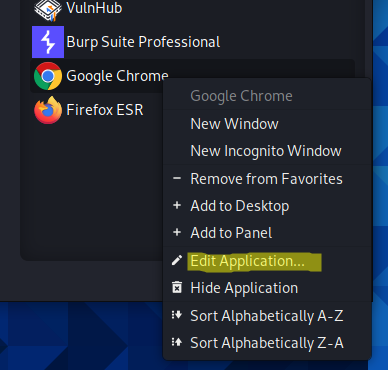 VulnHub
Burp Suite Professional
Google Chrome
Firefox ESR
Google Chrome
New Window
New Incognito Window
Remove from Favorites
Add to Desktop
Add to Panel
Edit Application...
Hide Application
Sort Alphabetically A-Z
Sort Alphabetically Z-A